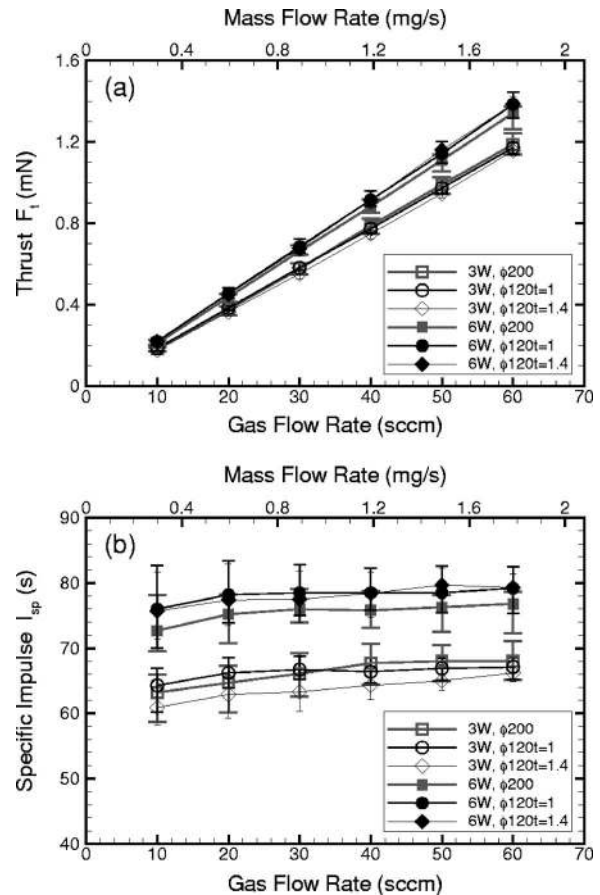 Mass Flow Rate (mg/s)
0 0.4 0.8 1.2 1.6 2
1.6
(a)
1.2
Thrust Fₜ (mN)
0.8
3W, ϕ200
3W, ϕ120t=1
0.4
3W, ϕ120t=1.4
6W, ϕ200
6W, ϕ120t=1
6W, ϕ120t=1.4
0
0 10 20 30 40 50 60 70
Gas Flow Rate (sccm)
Mass Flow Rate (mg/s)
0 0.4 0.8 1.2 1.6 2
90
(b)
80
Specific Impulse Iₛₚ (s)
70
60
3W, ϕ200
3W, ϕ120t=1
50
3W, ϕ120t=1.4
6W, ϕ200
6W, ϕ120t=1
6W, ϕ120t=1.4
40
0 10 20 30 40 50 60 70
Gas Flow Rate (sccm)